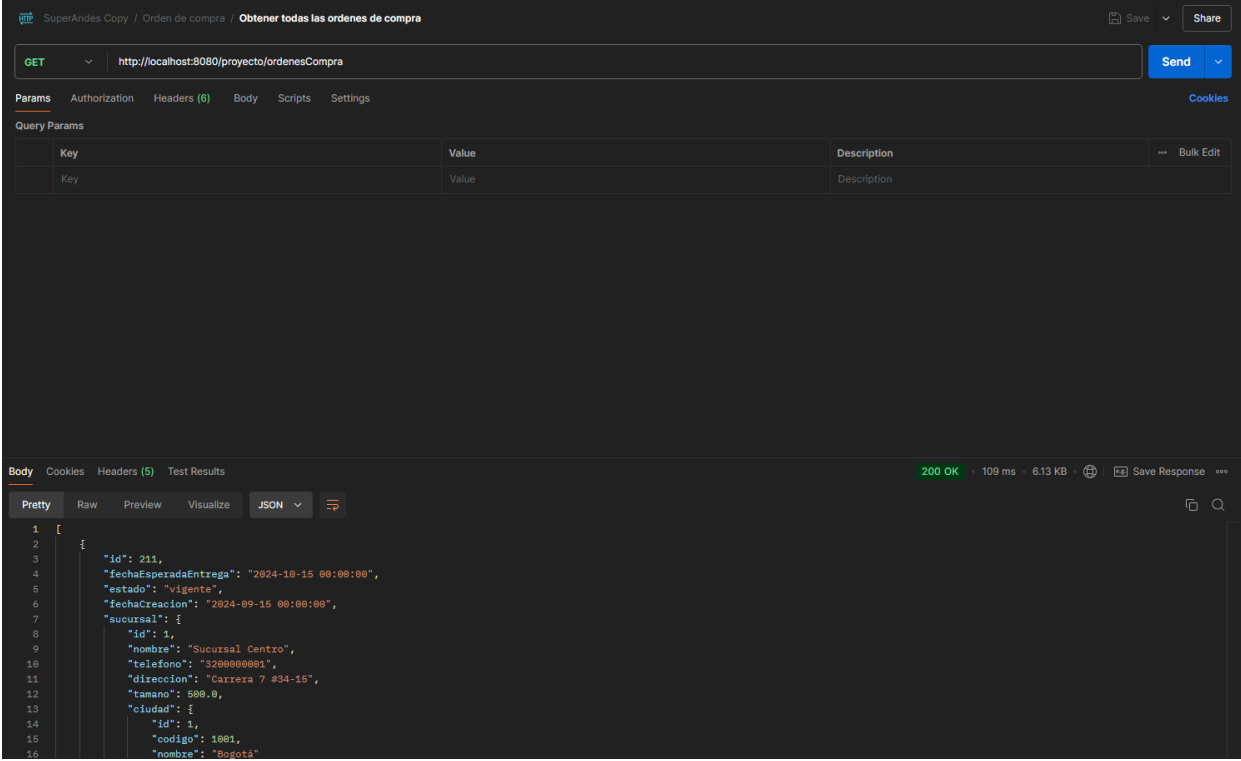 HTTP SuperAndes Copy / Orden de compra / Obtener todas las ordenes de compra Save Share
GET http://localhost:8080/proyecto/ordenesCompra Send
Params Authorization Headers (6) Body Scripts Settings Cookies
Query Params
Key Value Description Bulk Edit
Key Value Description
Body Cookies Headers (5) Test Results 200 OK 109 ms 6.13 KB e.g. Save Response
Pretty Raw Preview Visualize JSON
1 [
2 {
3 "id": 211,
4 "fechaEsperadaEntrega": "2024-10-15 00:00:00",
5 "estado": "vigente",
6 "fechaCreacion": "2024-09-15 00:00:00",
7 "sucursal": {
8 "id": 1,
9 "nombre": "Sucursal Centro",
10 "telefono": "3200000001",
11 "direccion": "Carrera 7 #34-15",
12 "tamano": 500.0,
13 "ciudad": {
14 "id": 1,
15 "codigo": 1001,
16 "nombre": "Bogotá"